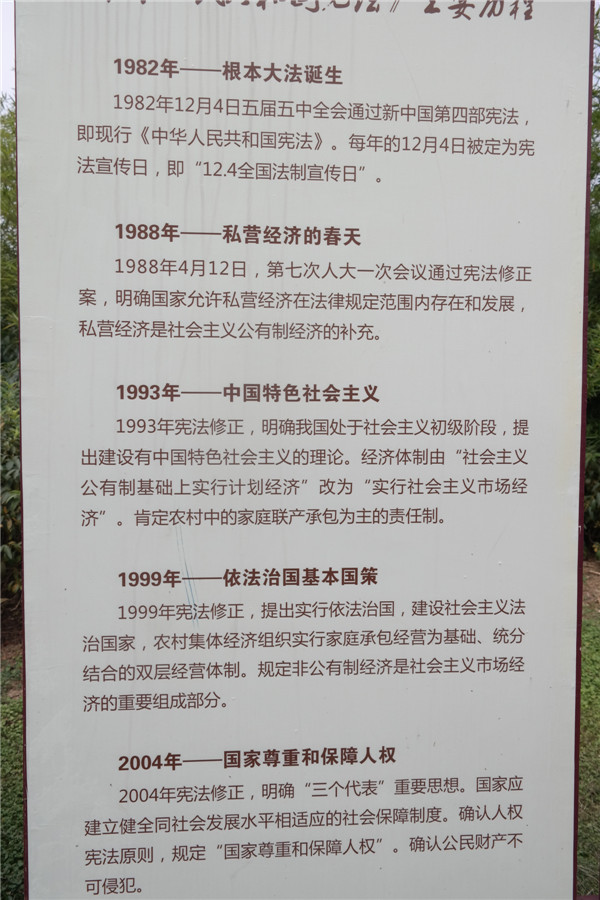 和国宪法》主要历程
1982年——根本大法诞生
1982年12月4日五届五中全会通过新中国第四部宪法，
即现行《中华人民共和国宪法》。每年的12月4日被定为宪
法宣传日，即“12.4全国法制宣传日”。
1988年——私营经济的春天
1988年4月12日，第七次人大一次会议通过宪法修正
案，明确国家允许私营经济在法律规定范围内存在和发展，
私营经济是社会主义公有制经济的补充。
1993年——中国特色社会主义
1993年宪法修正，明确我国处于社会主义初级阶段，提
出建设有中国特色社会主义的理论。经济体制由“社会主义
公有制基础上实行计划经济”改为“实行社会主义市场经
济”。肯定农村中的家庭联产承包为主的责任制。
1999年——依法治国基本国策
1999年宪法修正，提出实行依法治国，建设社会主义法
治国家，农村集体经济组织实行家庭承包经营为基础、统分
结合的双层经营体制。规定非公有制经济是社会主义市场经
济的重要组成部分。
2004年——国家尊重和保障人权
2004年宪法修正，明确“三个代表”重要思想。国家应
建立健全同社会发展水平相适应的社会保障制度。确认人权
宪法原则，规定“国家尊重和保障人权”。确认公民财产不
可侵犯。